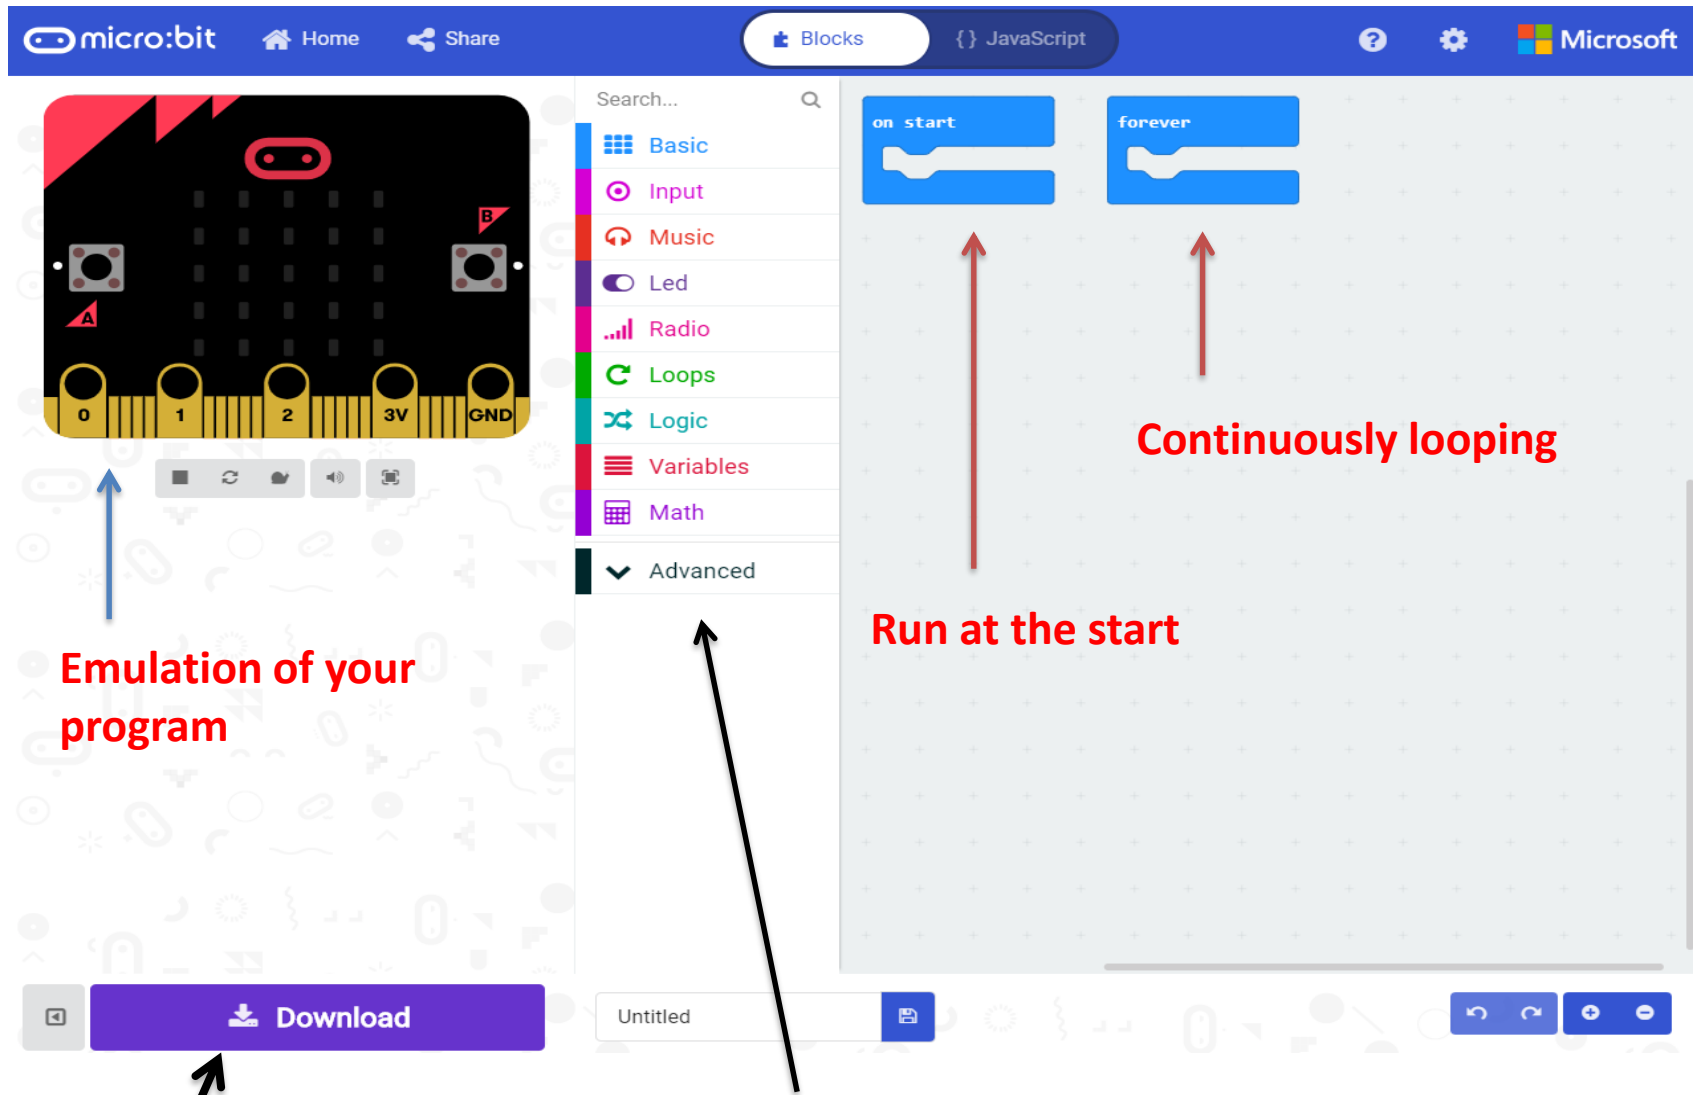 micro:bit
Home
Share
Blocks
{} JavaScript
?
Microsoft
Search...
Basic
Input
Music
Led
Radio
Loops
Logic
Variables
Math
Advanced
on start
forever
B
A
0
1
2
3V
GND
Continuously looping
Run at the start
Emulation of your
program
Download
Untitled